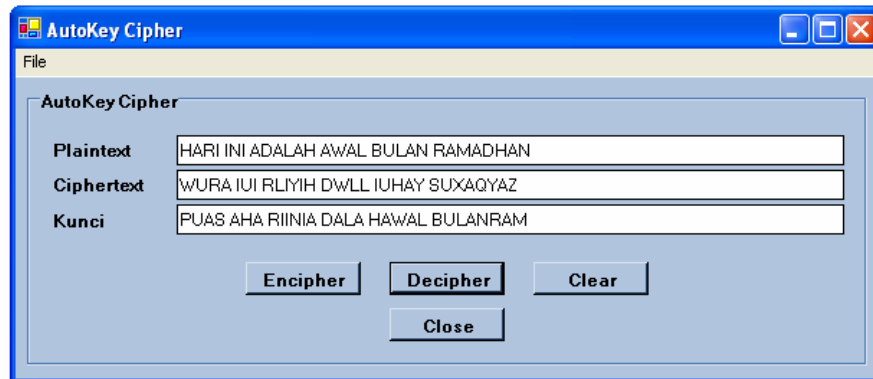 AutoKey Cipher
File
AutoKey Cipher
Plaintext HARI INI ADALAH AWAL BULAN RAMADHAN
Ciphertext WURA IUI RLIYIH DWLL IUHAY SUXAQYAZ
Kunci PUAS AHA RIINIA DALA HAWAL BULANRAM
Encipher Decipher Clear
Close